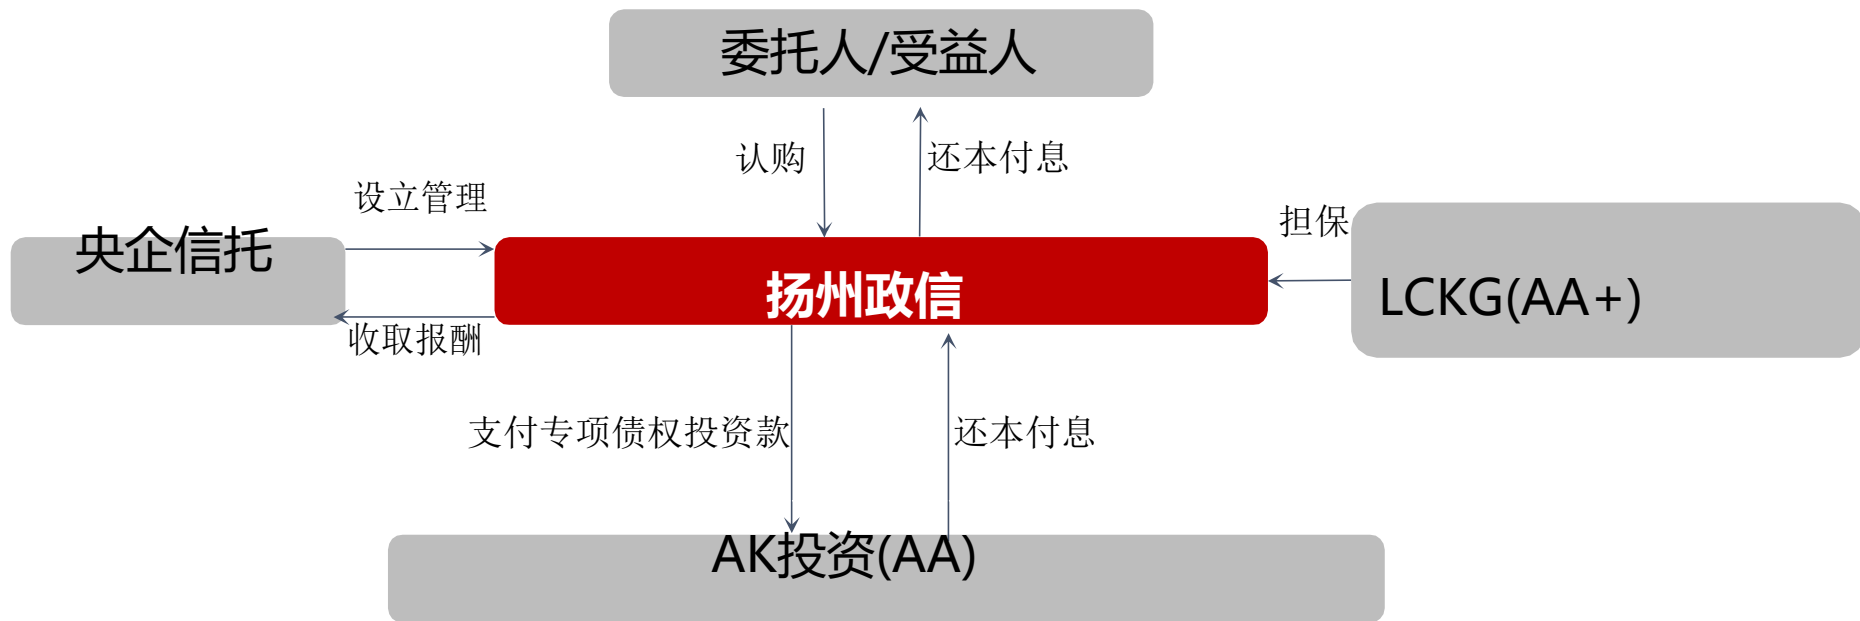 委托人/受益人
认购
还本付息
设立管理
央企信托
担保
扬州政信
LCKG(AA+)
收取报酬
支付专项债权投资款
还本付息
AK投资(AA)